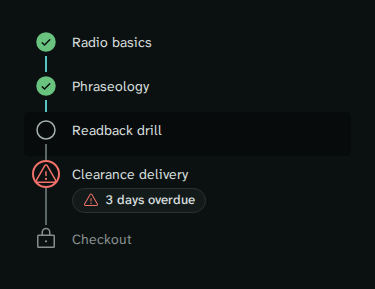 Radio basics
Phraseology
Readback drill
Clearance delivery
3 days overdue
Checkout